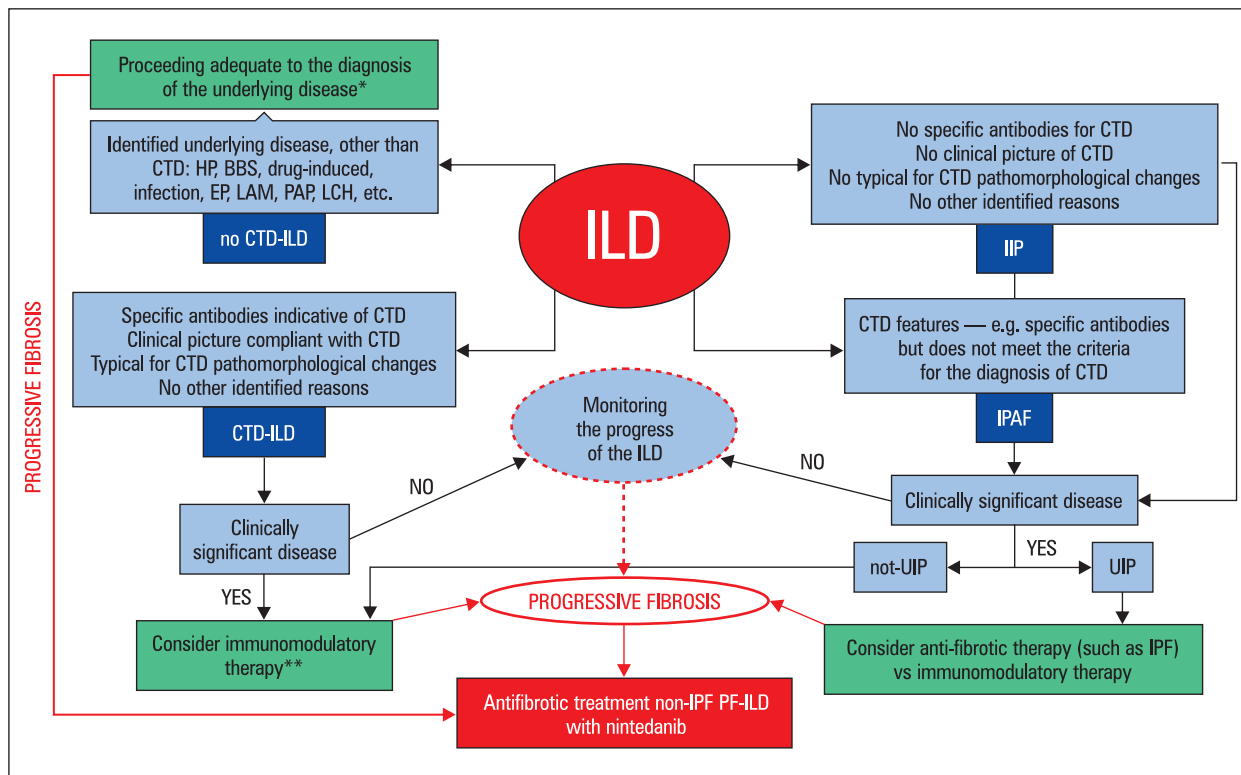 Proceeding adequate to the diagnosis
of the underlying disease*
Identified underlying disease, other than
CTD: HP, BBS, drug-induced,
infection, EP, LAM, PAP, LCH, etc.
no CTD-ILD
ILD
No specific antibodies for CTD
No clinical picture of CTD
No typical for CTD pathomorphological changes
No other identified reasons
IIP
PROGRESSIVE FIBROSIS
Specific antibodies indicative of CTD
Clinical picture compliant with CTD
Typical for CTD pathomorphological changes
No other identified reasons
CTD-ILD
CTD features — e.g. specific antibodies
but does not meet the criteria
for the diagnosis of CTD
IPAF
Monitoring
the progress
of the ILD
NO
NO
Clinically
significant disease
Clinically significant disease
YES
YES
not-UIP
UIP
PROGRESSIVE FIBROSIS
Consider immunomodulatory
therapy**
Consider anti-fibrotic therapy (such as IPF)
vs immunomodulatory therapy
Antifibrotic treatment non-IPF PF-ILD
with nintedanib